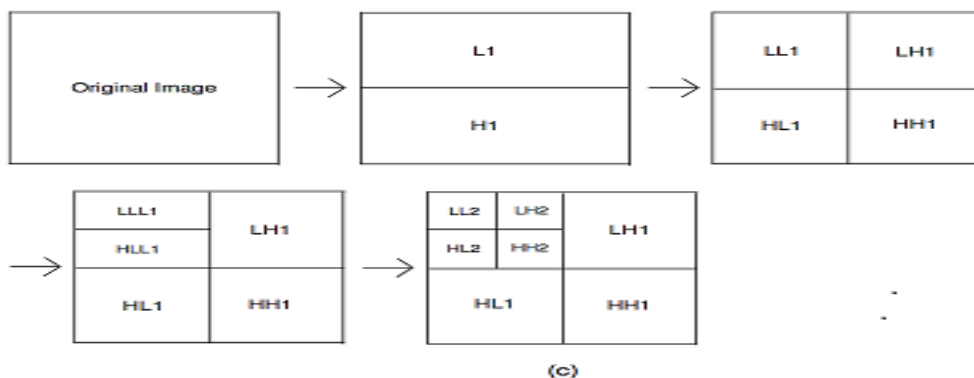 Original Image
L1
H1
LL1 LH1
HL1 HH1
LLL1
HLL1
LH1
HL1 HH1
LL2 LH2
HL2 HH2
LH1
HL1 HH1
(c)